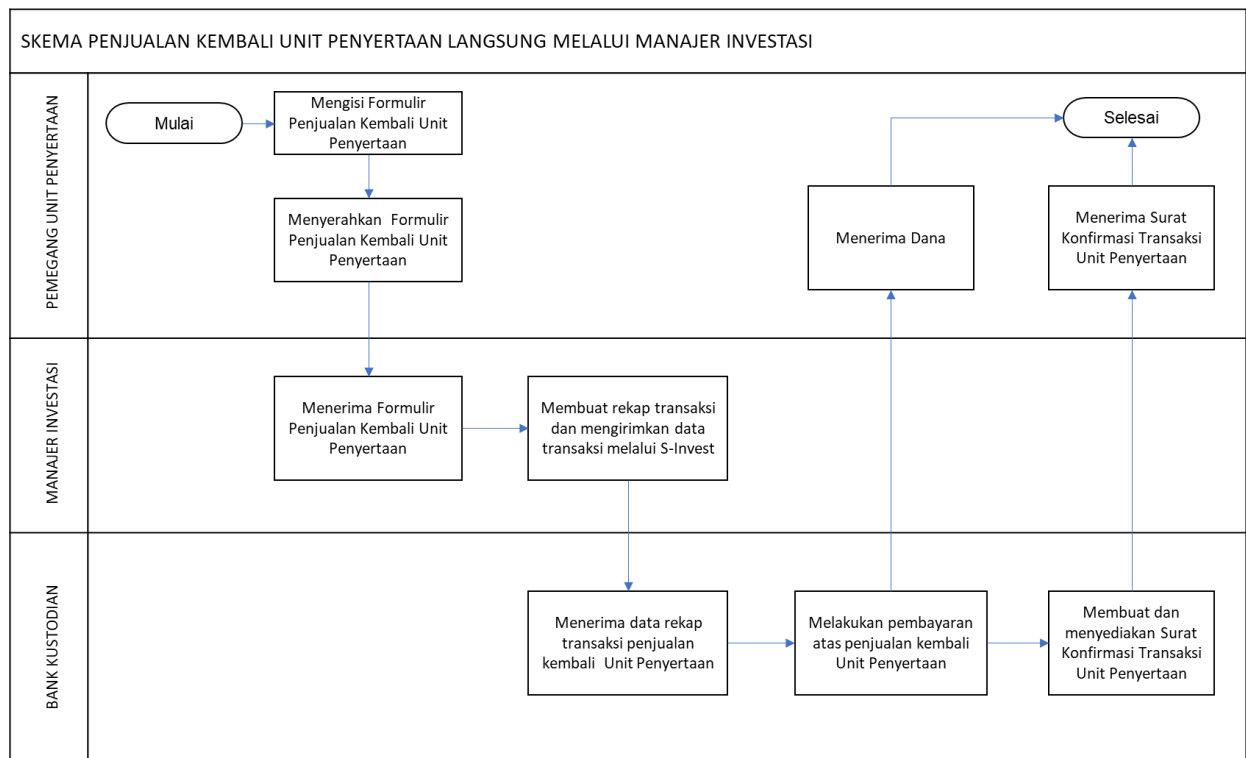 SKEMA PENJUALAN KEMBALI UNIT PENYERTAAN LANGSUNG MELALUI MANAJER INVESTASI
PEMEGANG UNIT PENYERTAAN
Mulai
Mengisi Formulir
Penjualan Kembali Unit
Penyertaan
Selesai
Menyerahkan Formulir
Penjualan Kembali Unit
Penyertaan
Menerima Dana
Menerima Surat
Konfirmasi Transaksi
Unit Penyertaan
MANAJER INVESTASI
Menerima Formulir
Penjualan Kembali Unit
Penyertaan
Membuat rekap transaksi
dan mengirimkan data
transaksi melalui S-Invest
BANK KUSTODIAN
Menerima data rekap
transaksi penjualan
kembali Unit Penyertaan
Melakukan pembayaran
atas penjualan kembali
Unit Penyertaan
Membuat dan
menyediakan Surat
Konfirmasi Transaksi
Unit Penyertaan